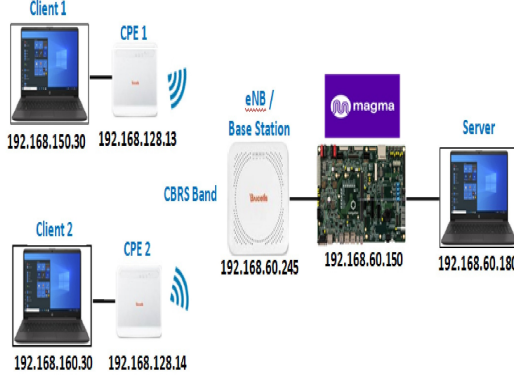 Client 1
CPE 1
192.168.150.30
192.168.128.13
eNB /
Base Station
magma
Server
CBRS Band
192.168.60.245
192.168.60.150
192.168.60.180
Client 2
CPE 2
192.168.160.30
192.168.128.14